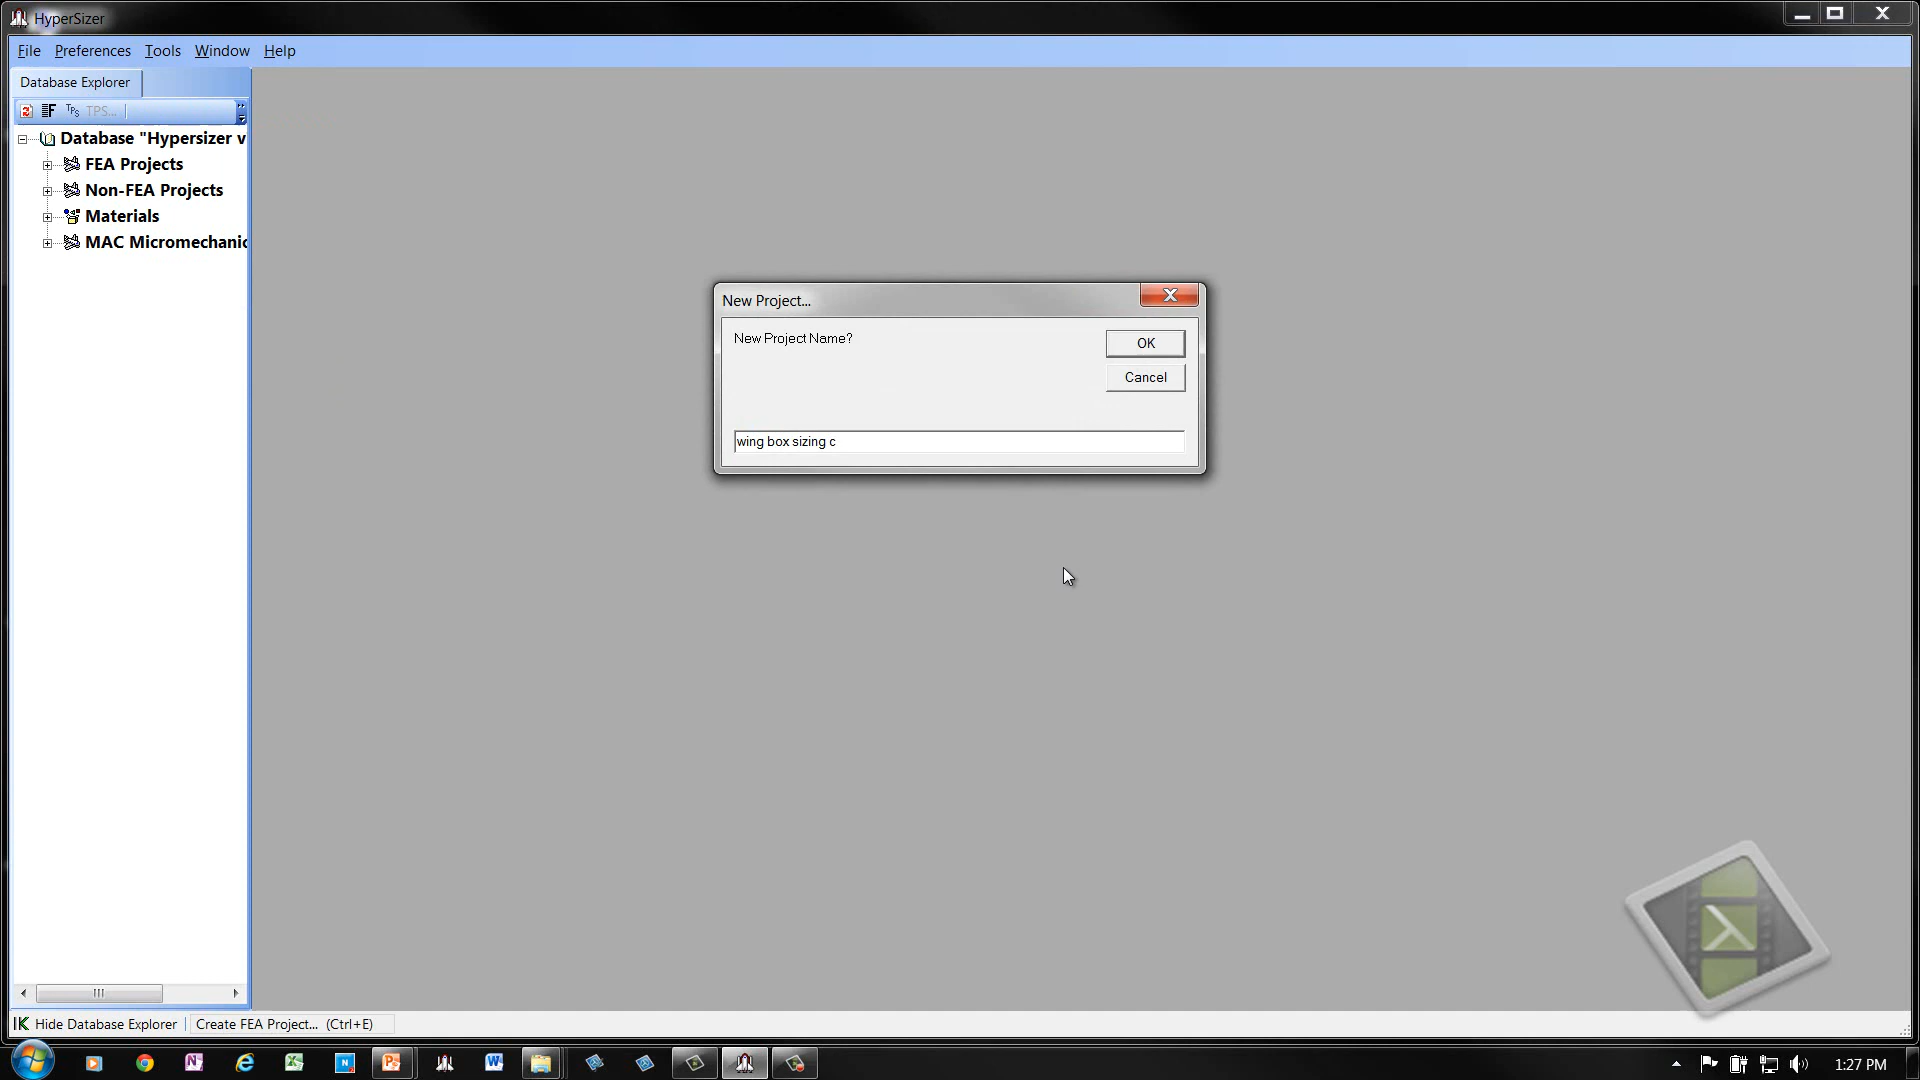 HyperSizer
File Preferences Tools Window Help
Database Explorer
TPS TPS...
Database "Hypersizer v
FEA Projects
Non-FEA Projects
Materials
MAC Micromechanic
New Project...
New Project Name?
OK
Cancel
wing box sizing c
Hide Database Explorer Create FEA Project... (Ctrl+E)
1:27 PM